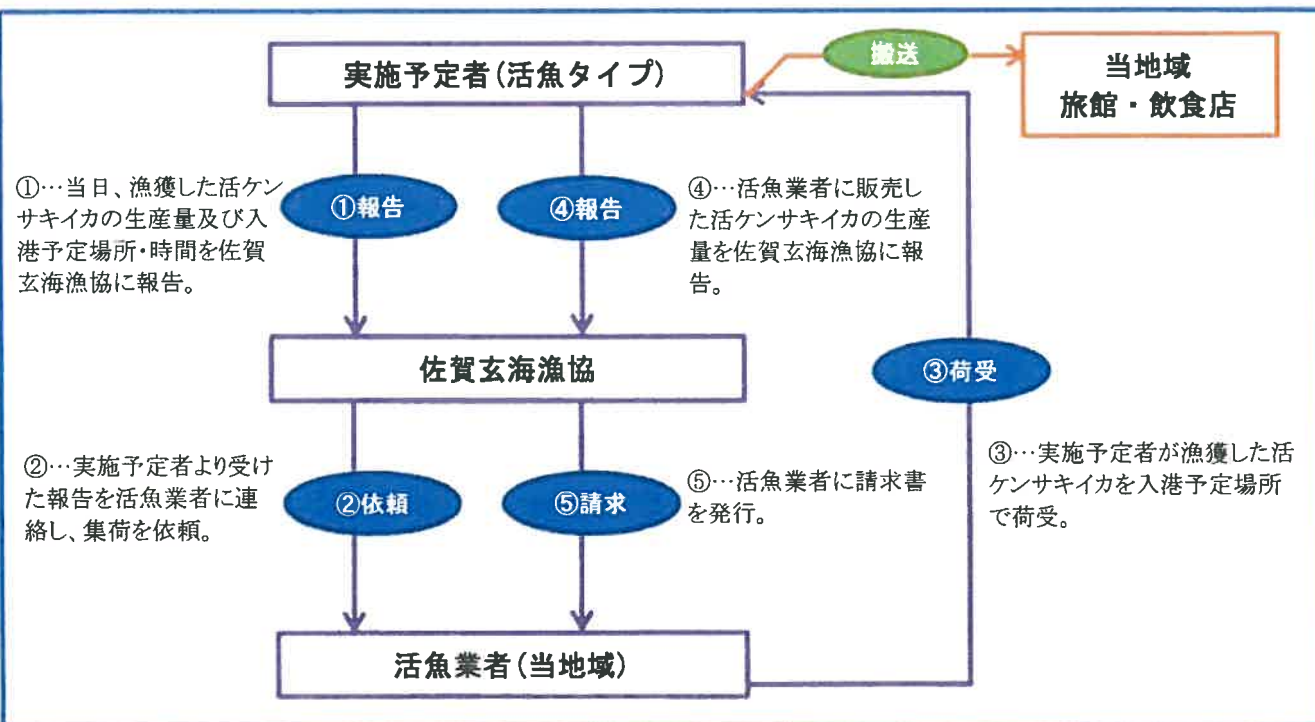 実施予定者(活魚タイプ)
搬送
当地域
旅館・飲食店
①…当日、漁獲した活ケン
サキイカの生産量及び入
港予定場所・時間を佐賀
玄海漁協に報告。
①報告
④報告
④…活魚業者に販売し
た活ケンサキイカの生産
量を佐賀玄海漁協に報
告。
佐賀玄海漁協
③荷受
②…実施予定者より受け
た報告を活魚業者に連
絡し、集荷を依頼。
②依頼
⑤請求
⑤…活魚業者に請求書
を発行。
③…実施予定者が漁獲した活
ケンサキイカを入港予定場所
で荷受。
活魚業者(当地域)